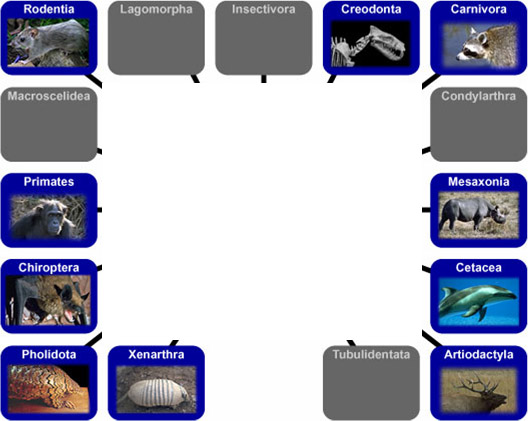 Rodentia
Lagomorpha
Insectivora
Creodonta
Carnivora
Macroscelidea
Condylarthra
Primates
Mesaxonia
Chiroptera
Cetacea
Pholidota
Xenarthra
Tubulidentata
Artiodactyla